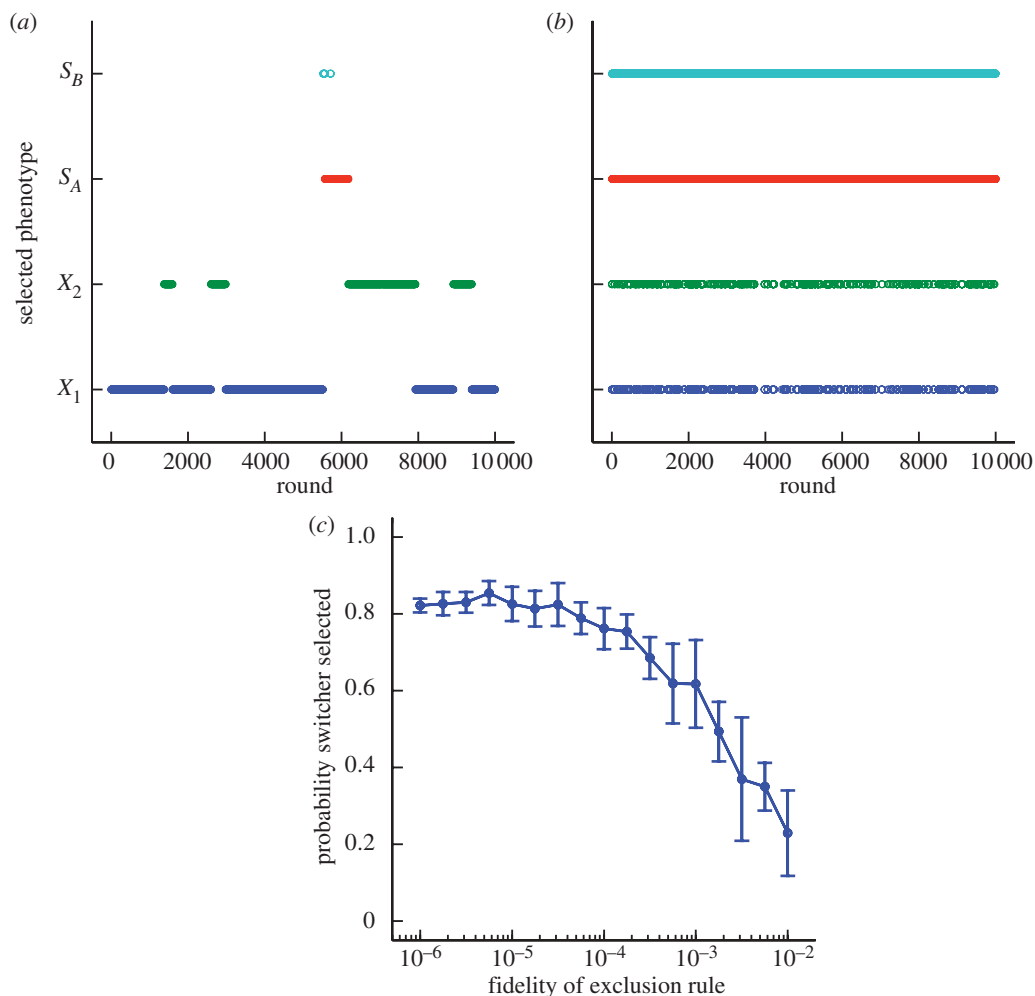 (a)
S_B
S_A
X_2
X_1
selected phenotype
0 2000 4000 6000 8000 10 000
round
(b)
0 2000 4000 6000 8000 10 000
round
(c)
1.0
0.8
0.6
0.4
0.2
0
probability switcher selected
10^−6 10^−5 10^−4 10^−3 10^−2
fidelity of exclusion rule